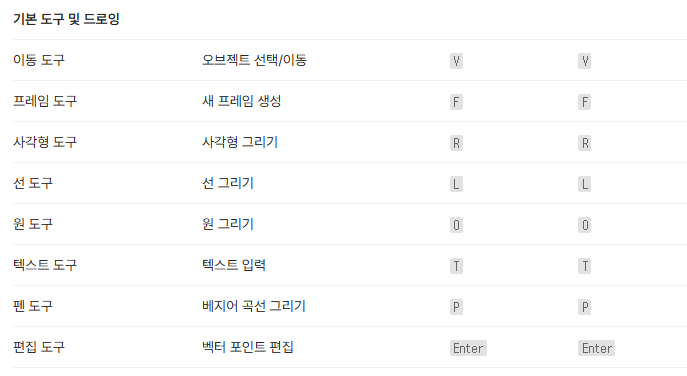 기본 도구 및 드로잉
이동 도구 오브젝트 선택/이동 V V
프레임 도구 새 프레임 생성 F F
사각형 도구 사각형 그리기 R R
선 도구 선 그리기 L L
원 도구 원 그리기 O O
텍스트 도구 텍스트 입력 T T
펜 도구 베지어 곡선 그리기 P P
편집 도구 벡터 포인트 편집 Enter Enter